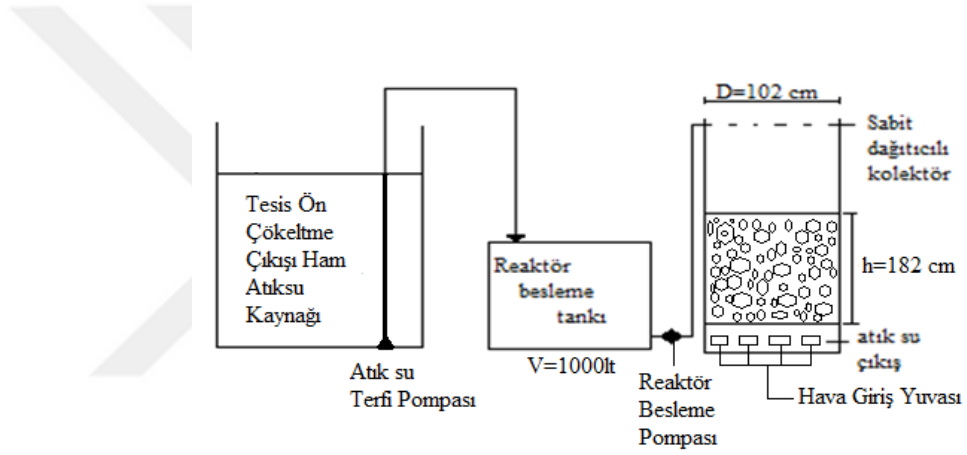 Tesis Ön
Çökeltme
Çıkışı Ham
Atıksu
Kaynağı
Atık su
Terfi Pompası
Reaktör
besleme
tankı
V=1000lt
Reaktör
Besleme
Pompası
D=102 cm
Sabit
dağıtıcılı
kolektör
h=182 cm
atık su
çıkış
Hava Giriş Yuvası